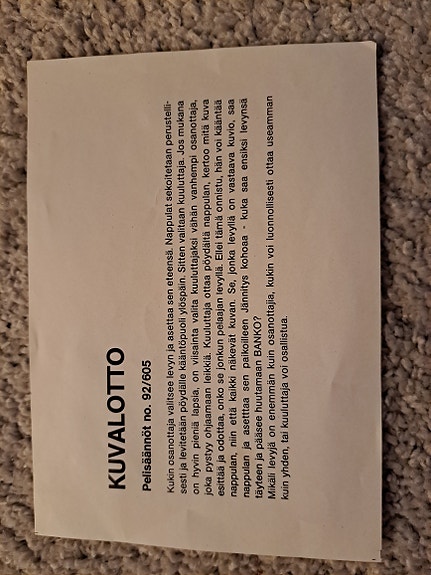 KUVALOTTO
Pelisäännöt no. 92/605
Kukin osanottaja valitsee levyn ja asettaa sen eteensä. Nappulat sekoitetaan perustelli-
sesti ja levitetään pöydälle kääntöpuoli ylöspäin. Sitten valitaan kuuluttaja. Jos mukana
on hyvin pieniä lapsia, on viisainta valita kuuluttajaksi vähän vanhempi osanottaja,
joka pystyy ohjaamaan leikkiä. Kuuluttaja ottaa pöydältä nappulan, kertoo mitä kuva
esittää ja odottaa, onko se jonkun pelaajan levyllä. Ellei tämä onnistu, hän voi kääntää
nappulan, niin että kaikki näkevät kuvan. Se, jonka levyllä on vastaava kuvio, saa
nappulan ja asetttaa sen paikoilleen Jännitys kohoaa - kuka saa ensiksi levynsä
täyteen ja pääsee huutamaan BANKO?
Mikäli levyjä on enemmän kuin osanottajia, kukin voi luonnollisesti ottaa useamman
kuin yhden, tai kuuluttaja voi osallistua.